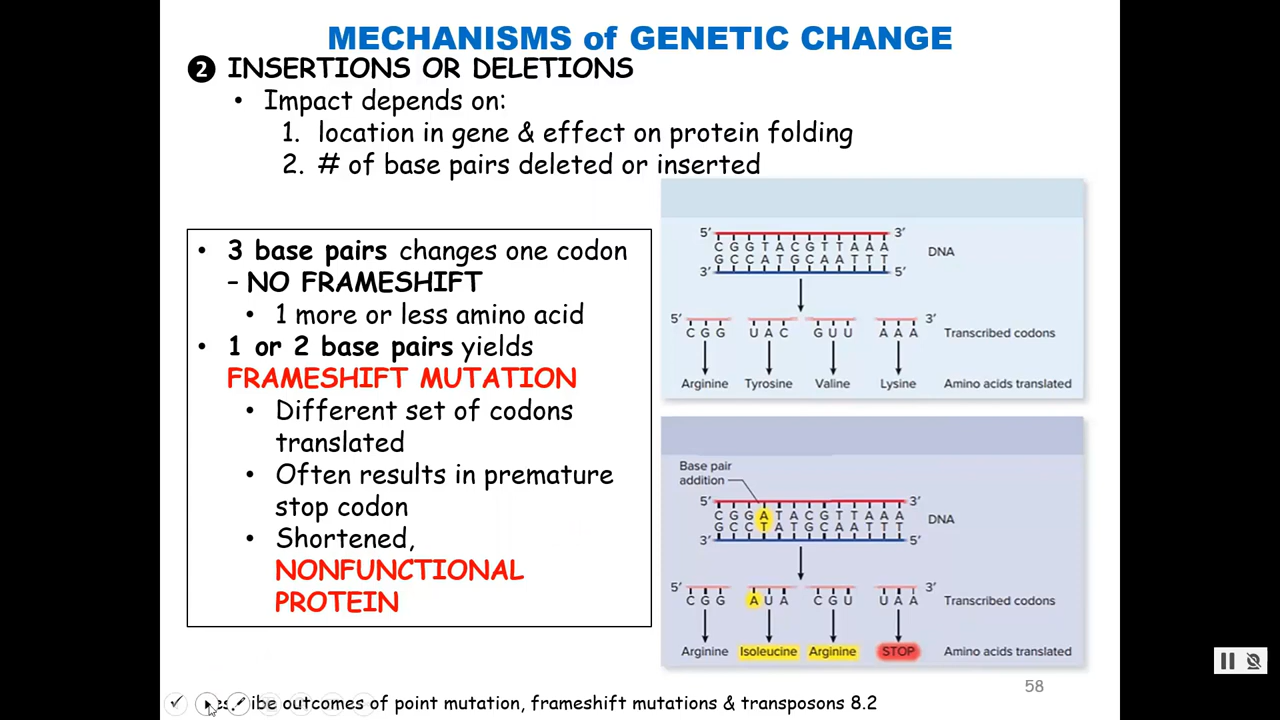 MECHANISMS of GENETIC CHANGE
❷ INSERTIONS OR DELETIONS
• Impact depends on:
1. location in gene & effect on protein folding
2. # of base pairs deleted or inserted
• 3 base pairs changes one codon
– NO FRAMESHIFT
• 1 more or less amino acid
• 1 or 2 base pairs yields
FRAMESHIFT MUTATION
• Different set of codons
translated
• Often results in premature
stop codon
• Shortened,
NONFUNCTIONAL
PROTEIN
5′ 3′
C G G T A C G T T A A A
DNA
G C C A T G C A A T T T
3′ 5′
5′ 3′
C G G U A C G U U A A A Transcribed codons
Arginine Tyrosine Valine Lysine Amino acids translated
Base pair
addition
5′ 3′
C G G A T A C G T T A A A
DNA
G C C T A T G C A A T T T
3′ 5′
5′ 3′
C G G A U A C G U U A A Transcribed codons
Arginine Isoleucine Arginine STOP Amino acids translated
58
outcomes of point mutation, frameshift mutations & transposons 8.2